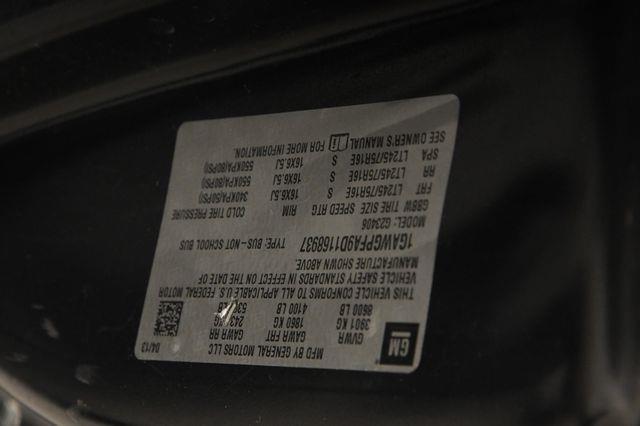 GM
MFD BY GENERAL MOTORS LLC 04/13
GVWR GAWR FRT GAWR RR
3901 KG 1860 KG
8600 LB 4100 LB
THIS VEHICLE CONFORMS TO ALL APPLICABLE U.S. FEDERAL MOTOR
VEHICLE SAFETY STANDARDS IN EFFECT ON THE DATE OF
MANUFACTURE SHOWN ABOVE.
1GAWGPFA9D1168937 TYPE: BUS-NOT SCHOOL BUS
MODEL: G23406
GBBW TIRE SIZE SPEED RTG RIM COLD TIRE PRESSURE
FRT LT245/75R16E S 16X6.5J 340KPA(50PSI)
RR LT245/75R16E S 16X6.5J 550KPA(80PSI)
SPA LT245/75R16E S 16X6.5J 550KPA(80PSI)
SEE OWNER'S MANUAL FOR MORE INFORMATION.